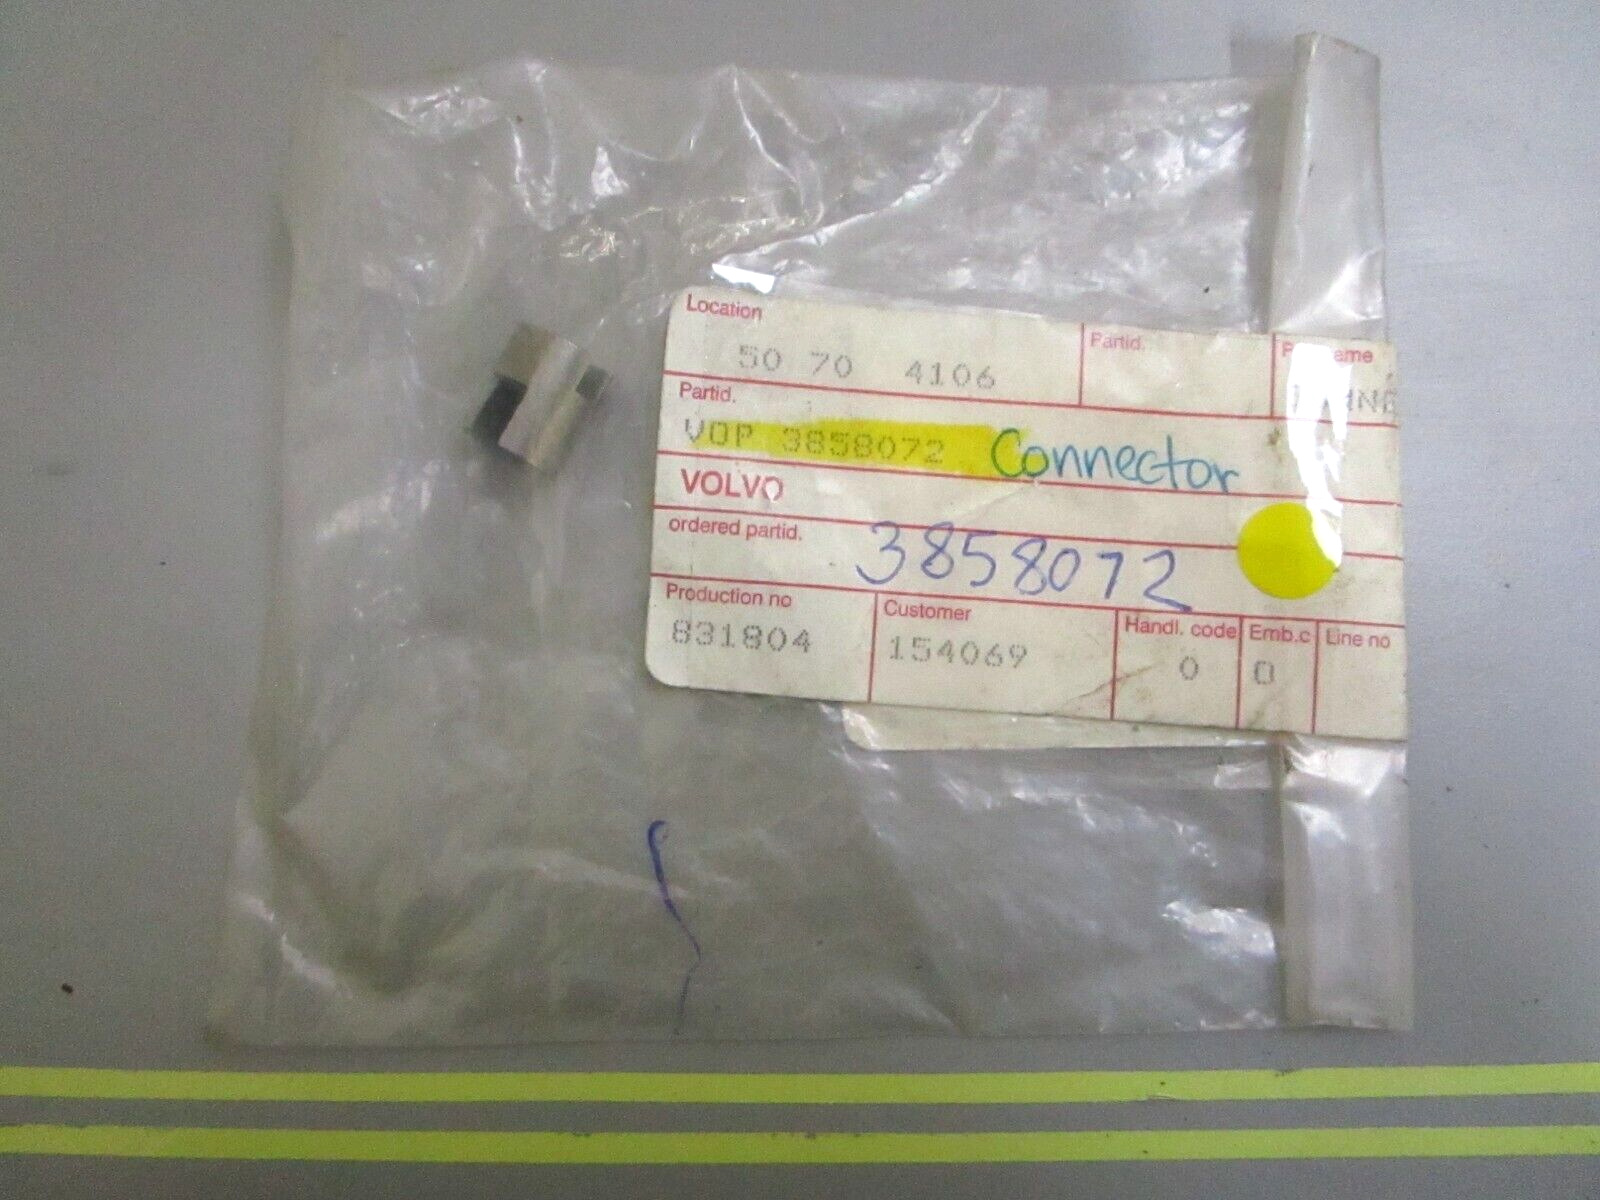 Location Partid.
50 70 4106
Partid.
VOP 3858072 Connector
VOLVO
ordered partid. 3858072
Production no Customer Handl. code Emb.c Line no
831804 154069 0 0